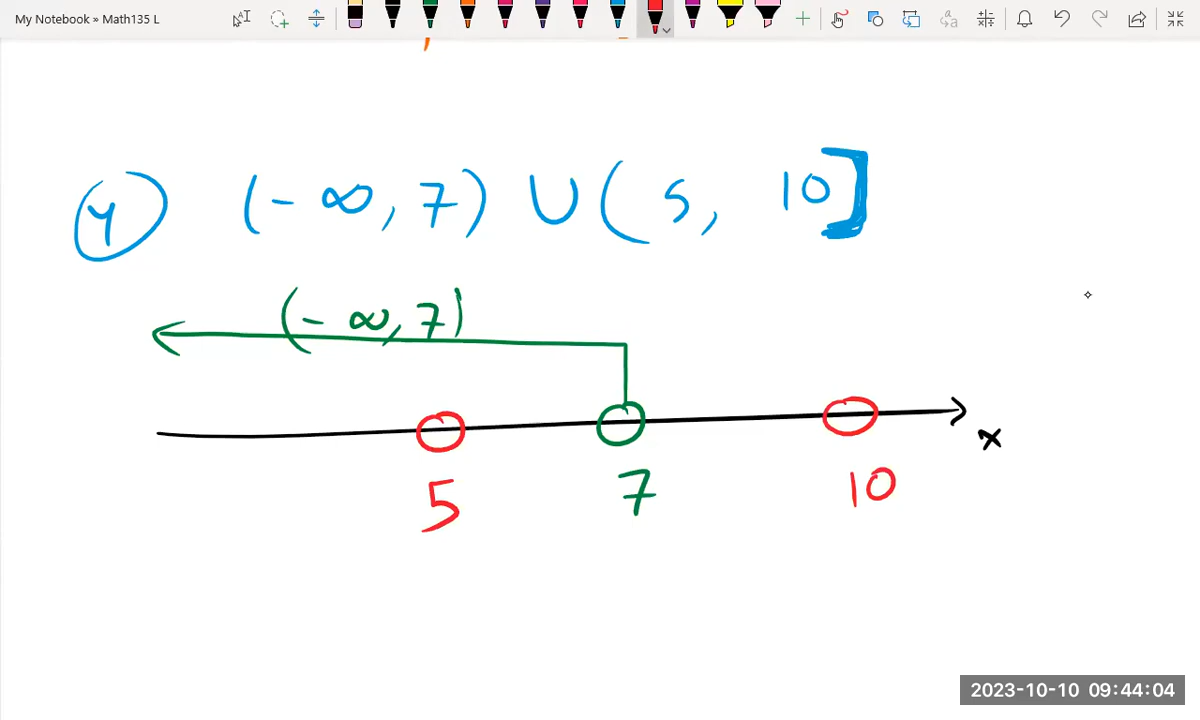 My Notebook » Math135 L
(4) (-∞, 7) ∪ (5, 10]
(-∞, 7)
x
5 7 10
2023-10-10 09:44:04